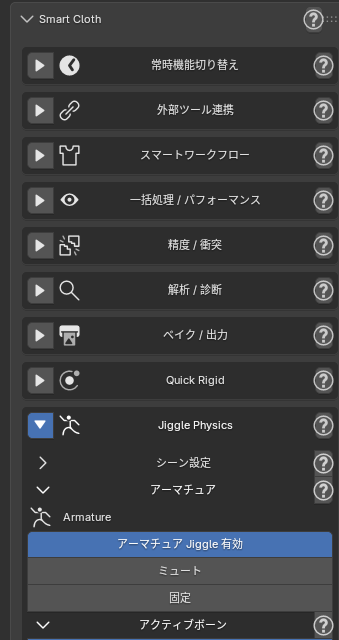 Smart Cloth
常時機能切り替え
外部ツール連携
スマートワークフロー
一括処理 / パフォーマンス
精度 / 衝突
解析 / 診断
ベイク / 出力
Quick Rigid
Jiggle Physics
シーン設定
アーマチュア
Armature
アーマチュア Jiggle 有効
ミュート
固定
アクティブボーン